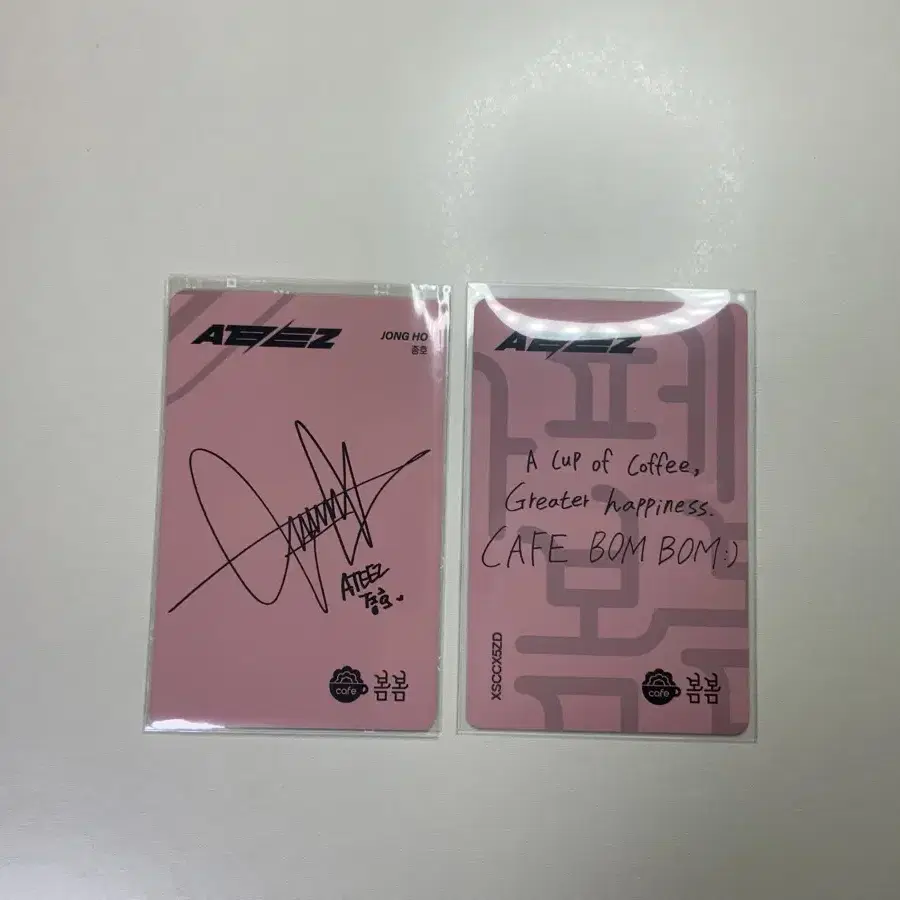 ATEEZ
JONG HO
종호
ATEEZ
종호
cafe
봄봄
ATEEZ
A cup of Coffee,
Greater happiness.
CAFE BOM BOM :)
XSCCX5ZD
cafe
봄봄